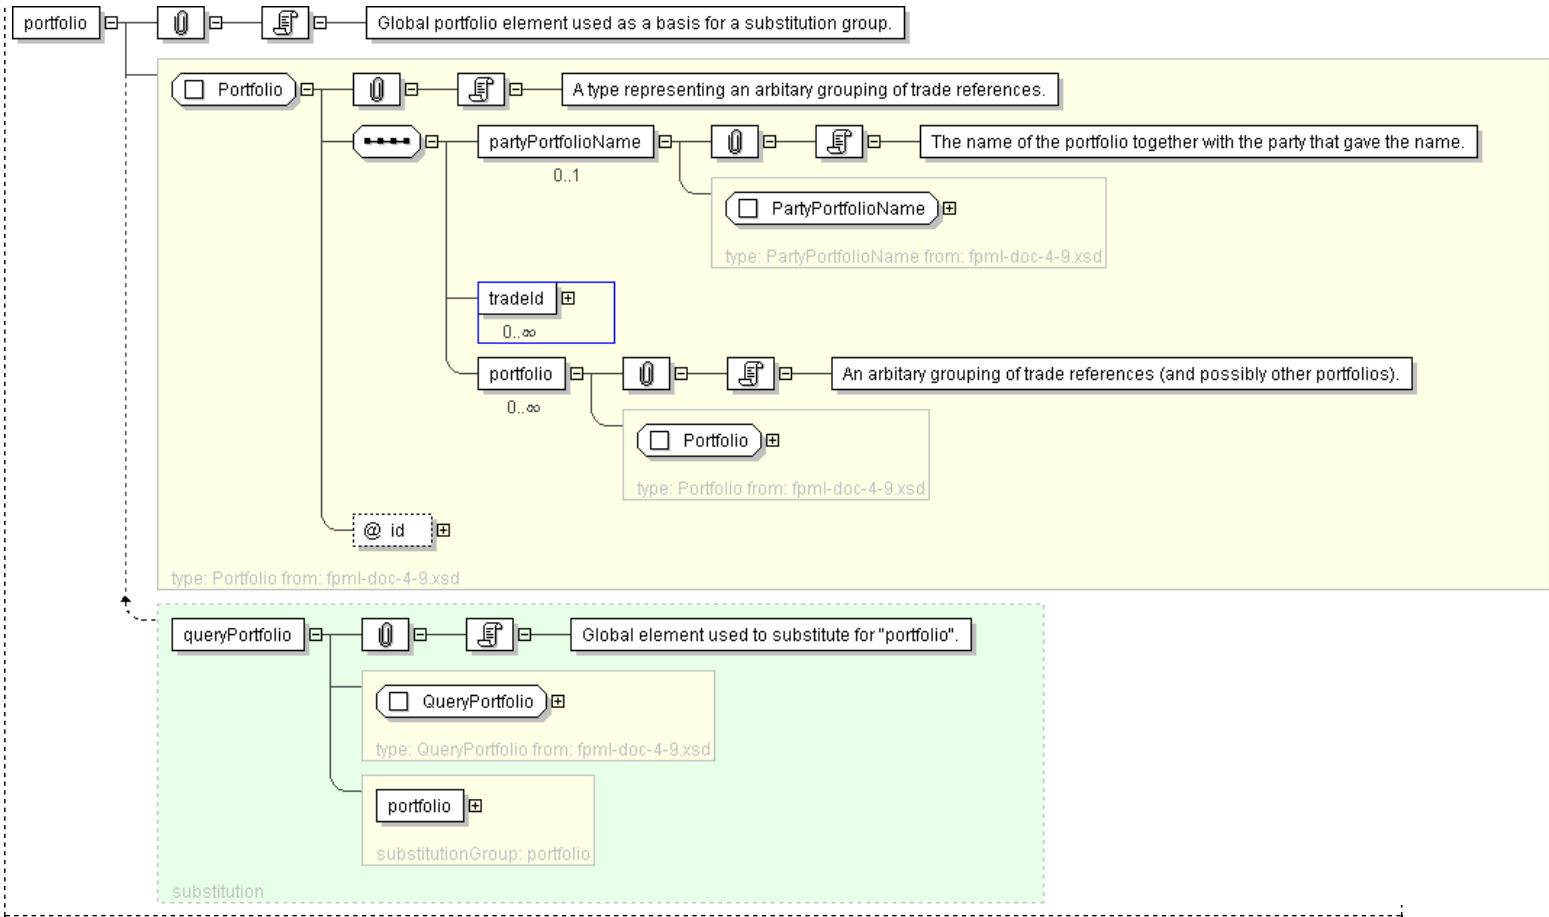 portfolio
Global portfolio element used as a basis for a substitution group.
Portfolio
A type representing an arbitary grouping of trade references.
partyPortfolioName
The name of the portfolio together with the party that gave the name.
0..1
PartyPortfolioName
type: PartyPortfolioName from: fpml-doc-4-9.xsd
tradeId
0..∞
portfolio
An arbitary grouping of trade references (and possibly other portfolios).
0..∞
Portfolio
type: Portfolio from: fpml-doc-4-9.xsd
@ id
type: Portfolio from: fpml-doc-4-9.xsd
queryPortfolio
Global element used to substitute for "portfolio".
QueryPortfolio
type: QueryPortfolio from: fpml-doc-4-9.xsd
portfolio
substitutionGroup: portfolio
substitution